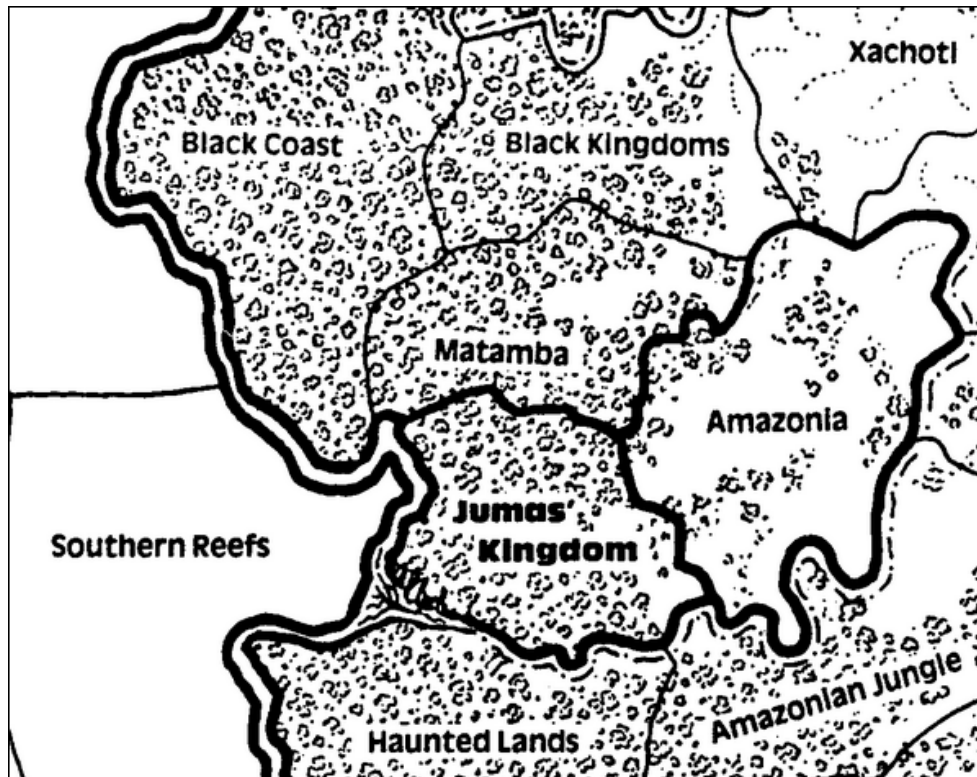 Xachotl
Black Coast
Black Kingdoms
Matamba
Amazonia
Jumas'
Kingdom
Southern Reefs
Amazonian Jungle
Haunted Lands